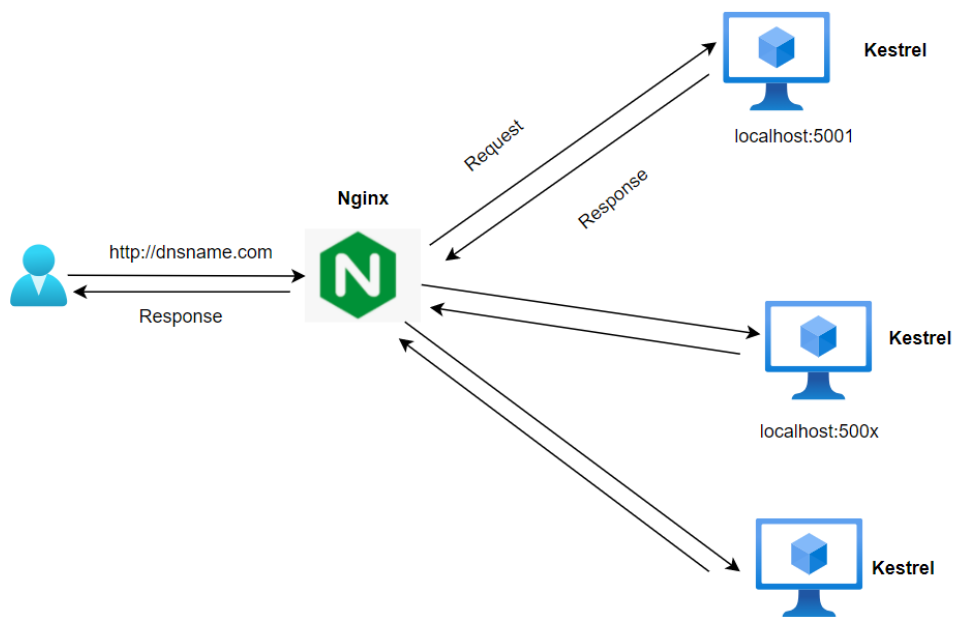 Kestrel
localhost:5001
Request
Response
Nginx
http://dnsname.com
N
Response
Kestrel
localhost:500x
Kestrel